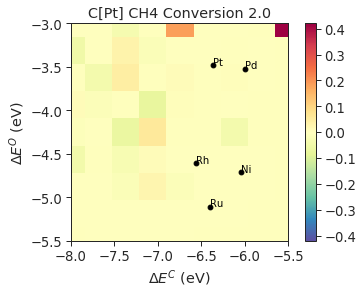 C[Pt] CH4 Conversion 2.0
ΔE^O (eV)
−3.0
−3.5
−4.0
−4.5
−5.0
−5.5
Pt
Pd
Rh
Ni
Ru
−8.0 −7.5 −7.0 −6.5 −6.0 −5.5
ΔE^C (eV)
0.4
0.3
0.2
0.1
0.0
−0.1
−0.2
−0.3
−0.4